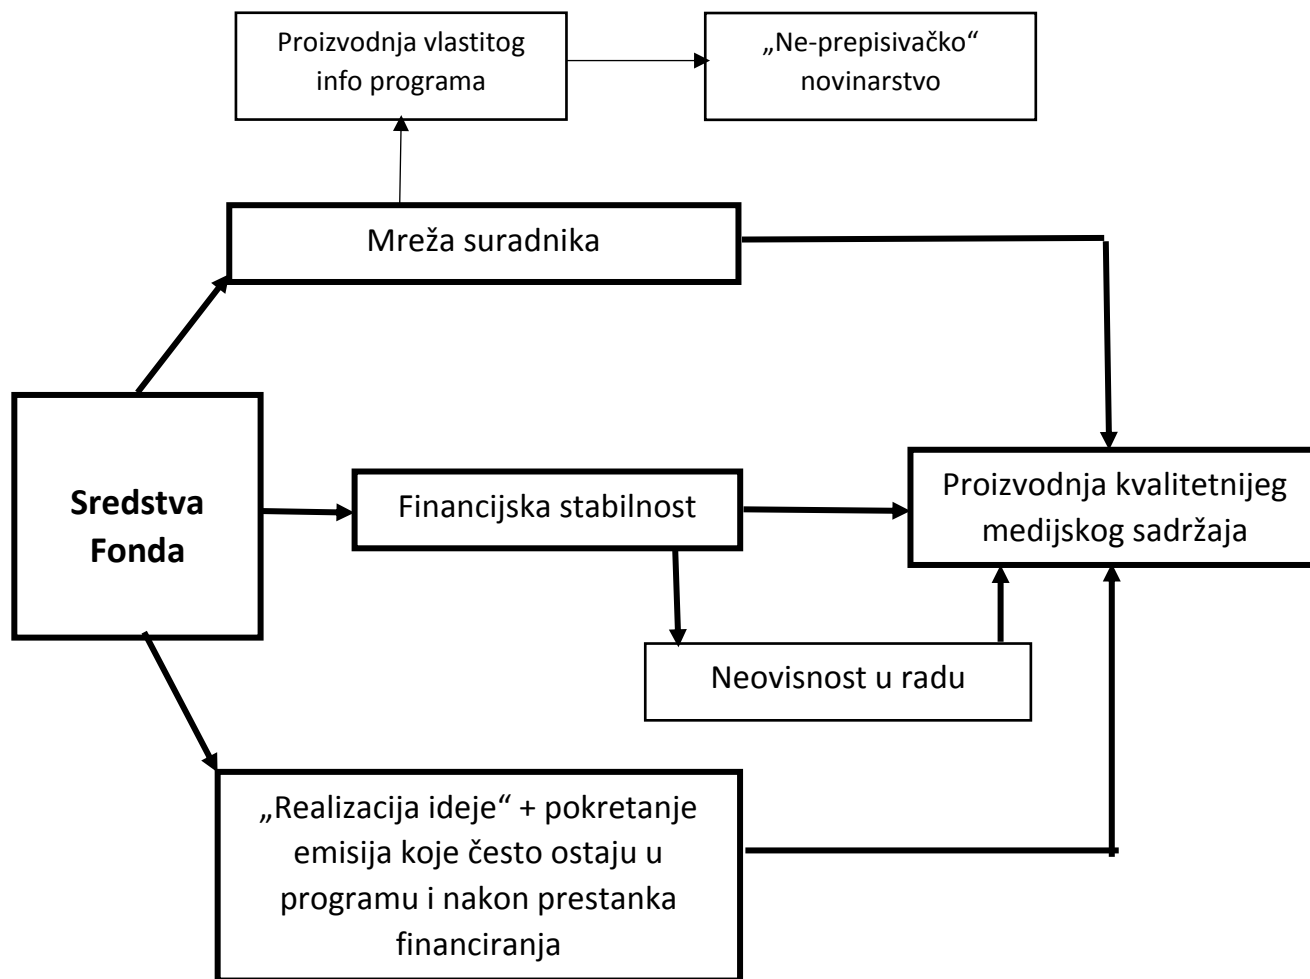 Proizvodnja vlastitog
info programa
„Ne-prepisivačko“
novinarstvo
Mreža suradnika
Sredstva
Fonda
Financijska stabilnost
Proizvodnja kvalitetnijeg
medijskog sadržaja
Neovisnost u radu
„Realizacija ideje“ + pokretanje
emisija koje često ostaju u
programu i nakon prestanka
financiranja